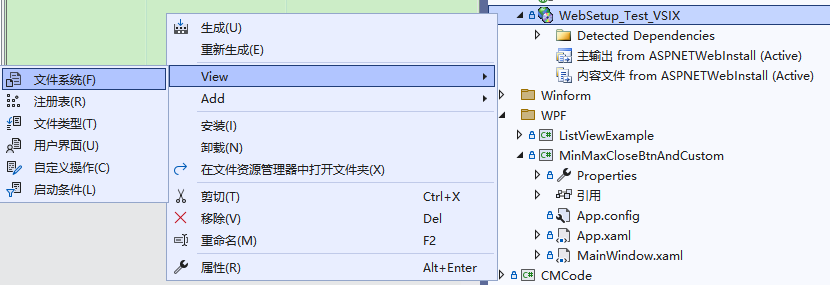 文件系统(F)
注册表(R)
文件类型(T)
用户界面(U)
自定义操作(C)
启动条件(L)
生成(U)
重新生成(E)
View
Add
安装(I)
卸载(N)
在文件资源管理器中打开文件夹(X)
剪切(T) Ctrl+X
移除(V) Del
重命名(M) F2
属性(R) Alt+Enter
WebSetup_Test_VSIX
Detected Dependencies
主输出 from ASPNETWebInstall (Active)
内容文件 from ASPNETWebInstall (Active)
Winform
WPF
ListViewExample
MinMaxCloseBtnAndCustom
Properties
引用
App.config
App.xaml
MainWindow.xaml
CMCode